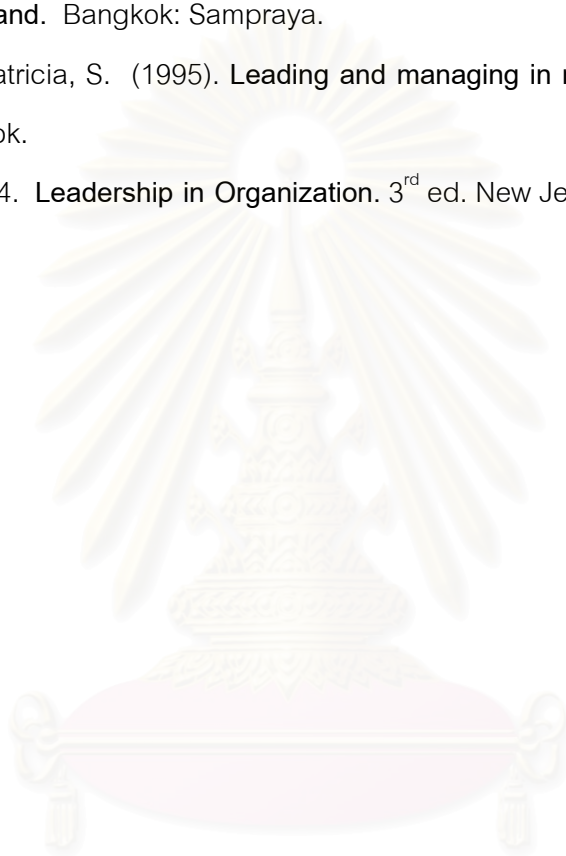 and. Bangkok: Sampraya.
atricia, S. (1995). Leading and managing in
ok.
4. Leadership in Organization. 3rd ed. New Je